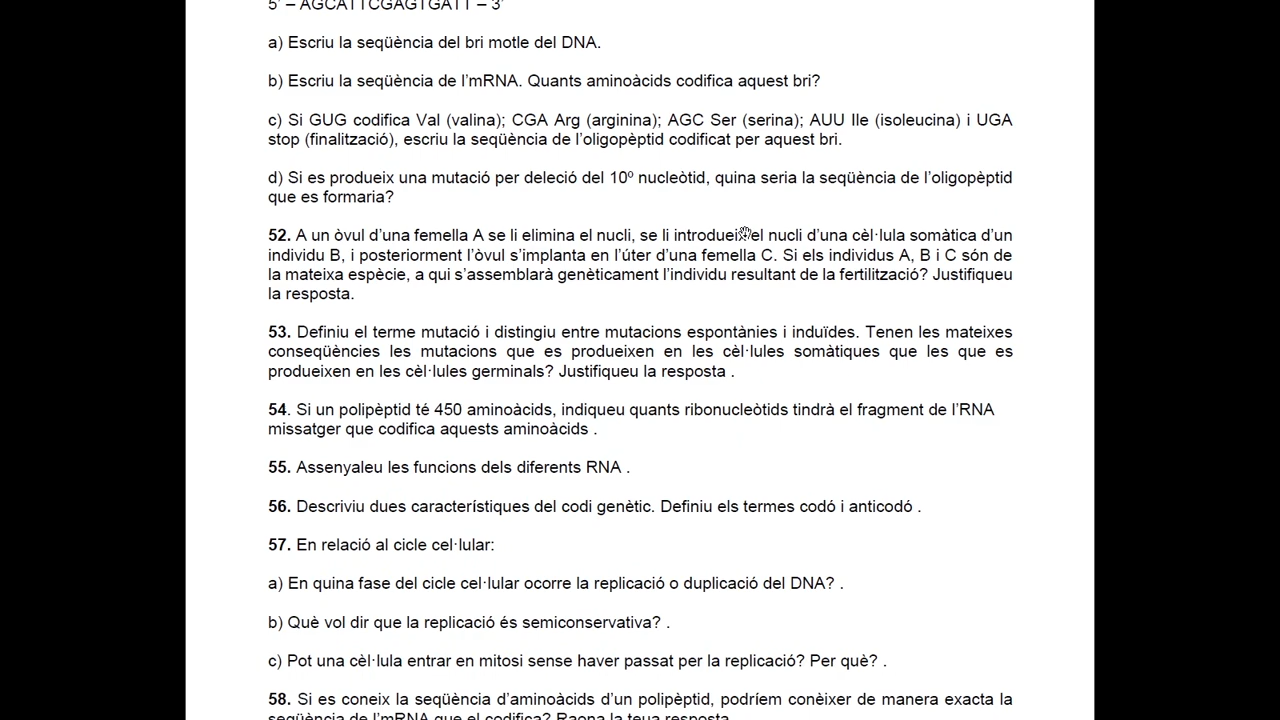 5’ – AGCATTCGAGTGATT – 3’
a) Escriu la seqüència del bri motle del DNA.
b) Escriu la seqüència de l’mRNA. Quants aminoàcids codifica aquest bri?
c) Si GUG codifica Val (valina); CGA Arg (arginina); AGC Ser (serina); AUU Ile (isoleucina) i UGA
stop (finalització), escriu la seqüència de l’oligopèptid codificat per aquest bri.
d) Si es produeix una mutació per deleció del 10º nucleòtid, quina seria la seqüència de l’oligopèptid
que es formaria?
52. A un òvul d’una femella A se li elimina el nucli, se li introdueix el nucli d’una cèl·lula somàtica d’un
individu B, i posteriorment l’òvul s’implanta en l’úter d’una femella C. Si els individus A, B i C són de
la mateixa espècie, a qui s’assemblarà genèticament l’individu resultant de la fertilització? Justifiqueu
la resposta.
53. Definiu el terme mutació i distingiu entre mutacions espontànies i induïdes. Tenen les mateixes
conseqüències les mutacions que es produeixen en les cèl·lules somàtiques que les que es
produeixen en les cèl·lules germinals? Justifiqueu la resposta .
54. Si un polipèptid té 450 aminoàcids, indiqueu quants ribonucleòtids tindrà el fragment de l’RNA
missatger que codifica aquests aminoàcids .
55. Assenyaleu les funcions dels diferents RNA .
56. Descriviu dues característiques del codi genètic. Definiu els termes codó i anticodó .
57. En relació al cicle cel·lular:
a) En quina fase del cicle cel·lular ocorre la replicació o duplicació del DNA? .
b) Què vol dir que la replicació és semiconservativa? .
c) Pot una cèl·lula entrar en mitosi sense haver passat per la replicació? Per què? .
58. Si es coneix la seqüència d’aminoàcids d’un polipèptid, podríem conèixer de manera exacta la
seqüència de l’mRNA que el codifica? Raona la teua resposta.